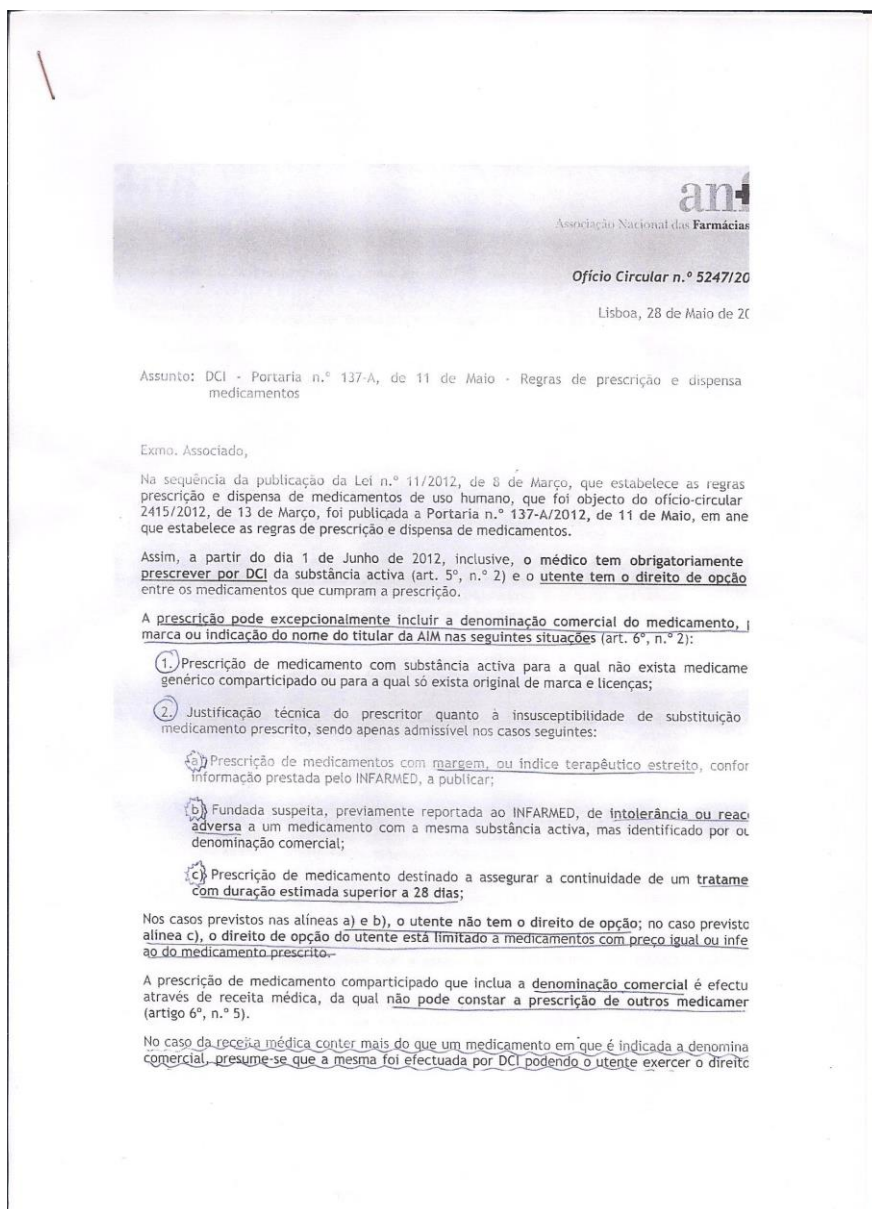 anf
Associação Nacional das Farmácias
Ofício Circular n.º 5247/20
Lisboa, 28 de Maio de 20
Assunto: DCI - Portaria n.º 137-A, de 11 de Maio - Regras de prescrição e dispensa
medicamentos
Exmo. Associado,
Na sequência da publicação da Lei n.º 11/2012, de 8 de Março, que estabelece as regras
prescrição e dispensa de medicamentos de uso humano, que foi objecto do ofício-circular
2415/2012, de 13 de Março, foi publicada a Portaria n.º 137-A/2012, de 11 de Maio, em ane
que estabelece as regras de prescrição e dispensa de medicamentos.
Assim, a partir do dia 1 de Junho de 2012, inclusive, o médico tem obrigatoriamente
prescrever por DCI da substância activa (art. 5º, n.º 2) e o utente tem o direito de opção
entre os medicamentos que cumpram a prescrição.
A prescrição pode excepcionalmente incluir a denominação comercial do medicamento, p
marca ou indicação do nome do titular da AIM nas seguintes situações (art. 6º, n.º 2):
1. Prescrição de medicamento com substância activa para a qual não exista medicame
genérico comparticipado ou para a qual só exista original de marca e licenças;
2. Justificação técnica do prescritor quanto à insusceptibilidade de substituição
medicamento prescrito, sendo apenas admissível nos casos seguintes:
a) Prescrição de medicamentos com margem, ou índice terapêutico estreito, confor
informação prestada pelo INFARMED, a publicar;
b) Fundada suspeita, previamente reportada ao INFARMED, de intolerância ou reac
adversa a um medicamento com a mesma substância activa, mas identificado por ou
denominação comercial;
c) Prescrição de medicamento destinado a assegurar a continuidade de um tratame
com duração estimada superior a 28 dias;
Nos casos previstos nas alíneas a) e b), o utente não tem o direito de opção; no caso previsto
alínea c), o direito de opção do utente está limitado a medicamentos com preço igual ou infe
ao do medicamento prescrito.
A prescrição de medicamento comparticipado que inclua a denominação comercial é efectu
através de receita médica, da qual não pode constar a prescrição de outros medicamen
(artigo 6º, n.º 5).
No caso da receita médica conter mais do que um medicamento em que é indicada a denomina
comercial, presume-se que a mesma foi efectuada por DCI podendo o utente exercer o direito